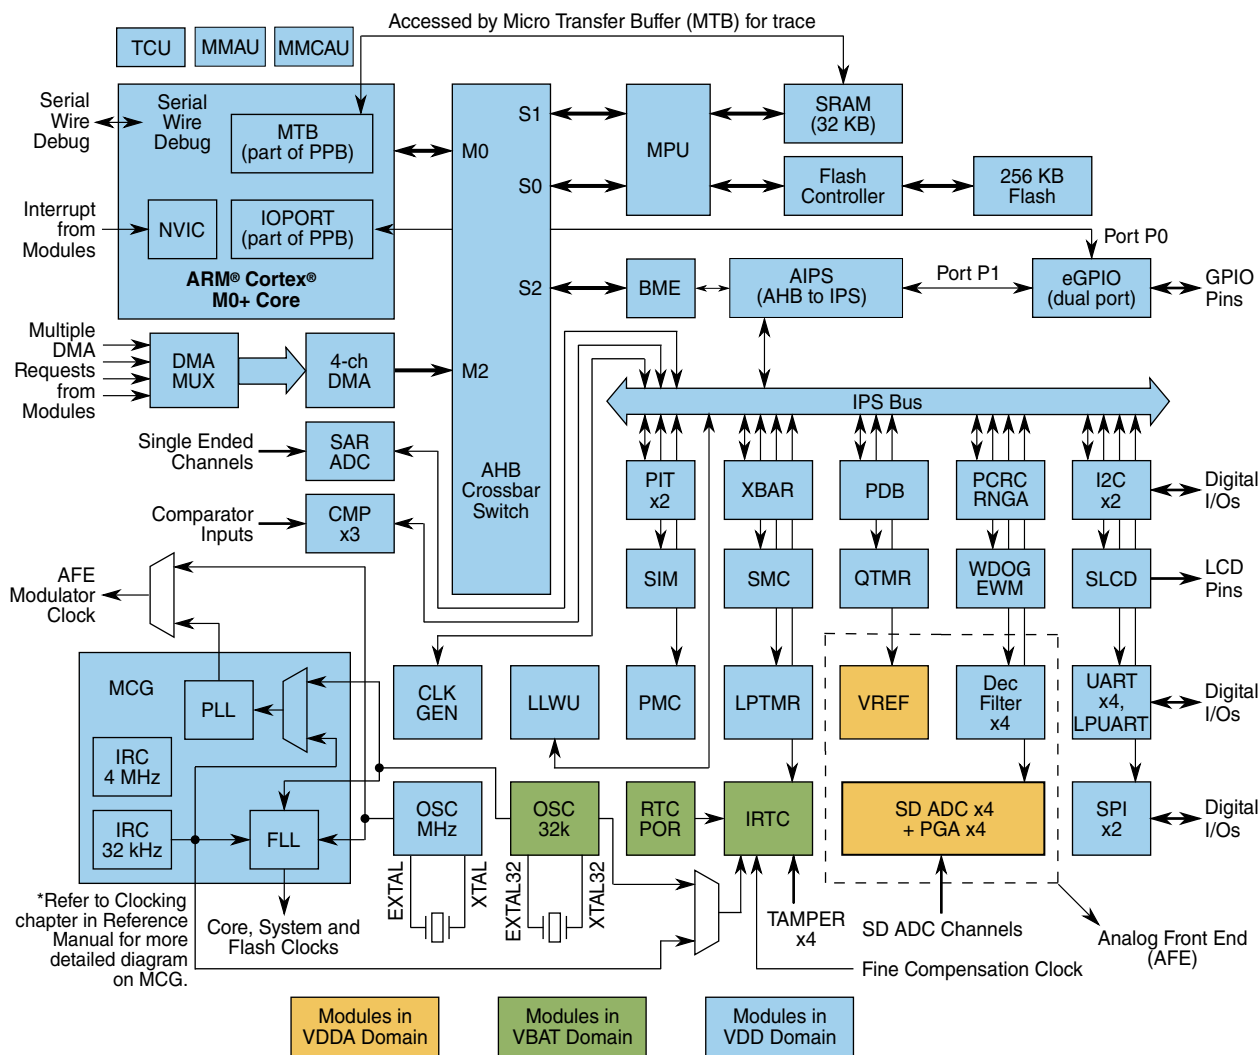 Accessed by Micro Transfer Buffer (MTB) for trace
TCU
MMAU
MMCAU
Serial
Wire
Debug
Serial
Wire
Debug
MTB
(part of PPB)
M0
S1
MPU
SRAM
(32 KB)
S0
Flash
Controller
256 KB
Flash
Interrupt
from
Modules
NVIC
IOPORT
(part of PPB)
Port P0
ARM® Cortex®
M0+ Core
S2
BME
AIPS
(AHB to IPS)
Port P1
eGPIO
(dual port)
GPIO
Pins
Multiple
DMA
Requests
from
Modules
DMA
MUX
4-ch
DMA
M2
IPS Bus
Single Ended
Channels
SAR
ADC
AHB
Crossbar
Switch
PIT
x2
XBAR
PDB
PCRC
RNGA
I2C
x2
Digital
I/Os
Comparator
Inputs
CMP
x3
AFE
Modulator
Clock
SIM
SMC
QTMR
WDOG
EWM
SLCD
LCD
Pins
MCG
PLL
CLK
GEN
LLWU
PMC
LPTMR
VREF
Dec
Filter
x4
UART
x4,
LPUART
Digital
I/Os
IRC
4 MHz
IRC
32 kHz
FLL
OSC
MHz
OSC
32k
RTC
POR
IRTC
SD ADC x4
+ PGA x4
SPI
x2
Digital
I/Os
EXTAL
XTAL
EXTAL32
XTAL32
*Refer to Clocking
chapter in Reference
Manual for more
detailed diagram
on MCG.
Core, System and
Flash Clocks
TAMPER
x4
SD ADC Channels
Analog Front End
(AFE)
Fine Compensation Clock
Modules in
VDDA Domain
Modules in
VBAT Domain
Modules in
VDD Domain